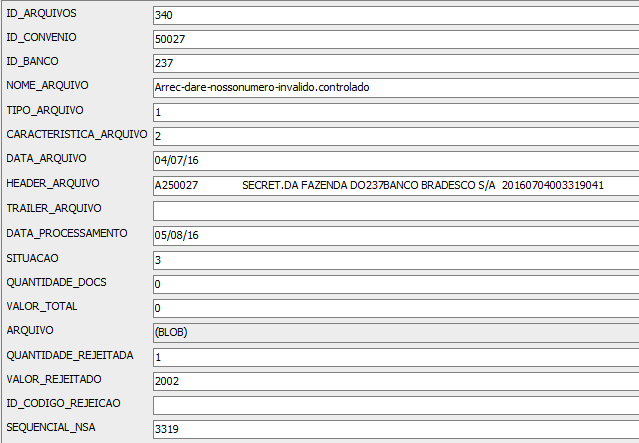 ID_ARQUIVOS 340
ID_CONVENIO 50027
ID_BANCO 237
NOME_ARQUIVO Arrec-dare-nossonumero-invalido.controlado
TIPO_ARQUIVO 1
CARACTERISTICA_ARQUIVO 2
DATA_ARQUIVO 04/07/16
HEADER_ARQUIVO A250027 SECRET.DA FAZENDA DO237BANCO BRADESCO S/A 20160704003319041
TRAILER_ARQUIVO
DATA_PROCESSAMENTO 05/08/16
SITUACAO 3
QUANTIDADE_DOCS 0
VALOR_TOTAL 0
ARQUIVO (BLOB)
QUANTIDADE_REJEITADA 1
VALOR_REJEITADO 2002
ID_CODIGO_REJEICAO
SEQUENCIAL_NSA 3319